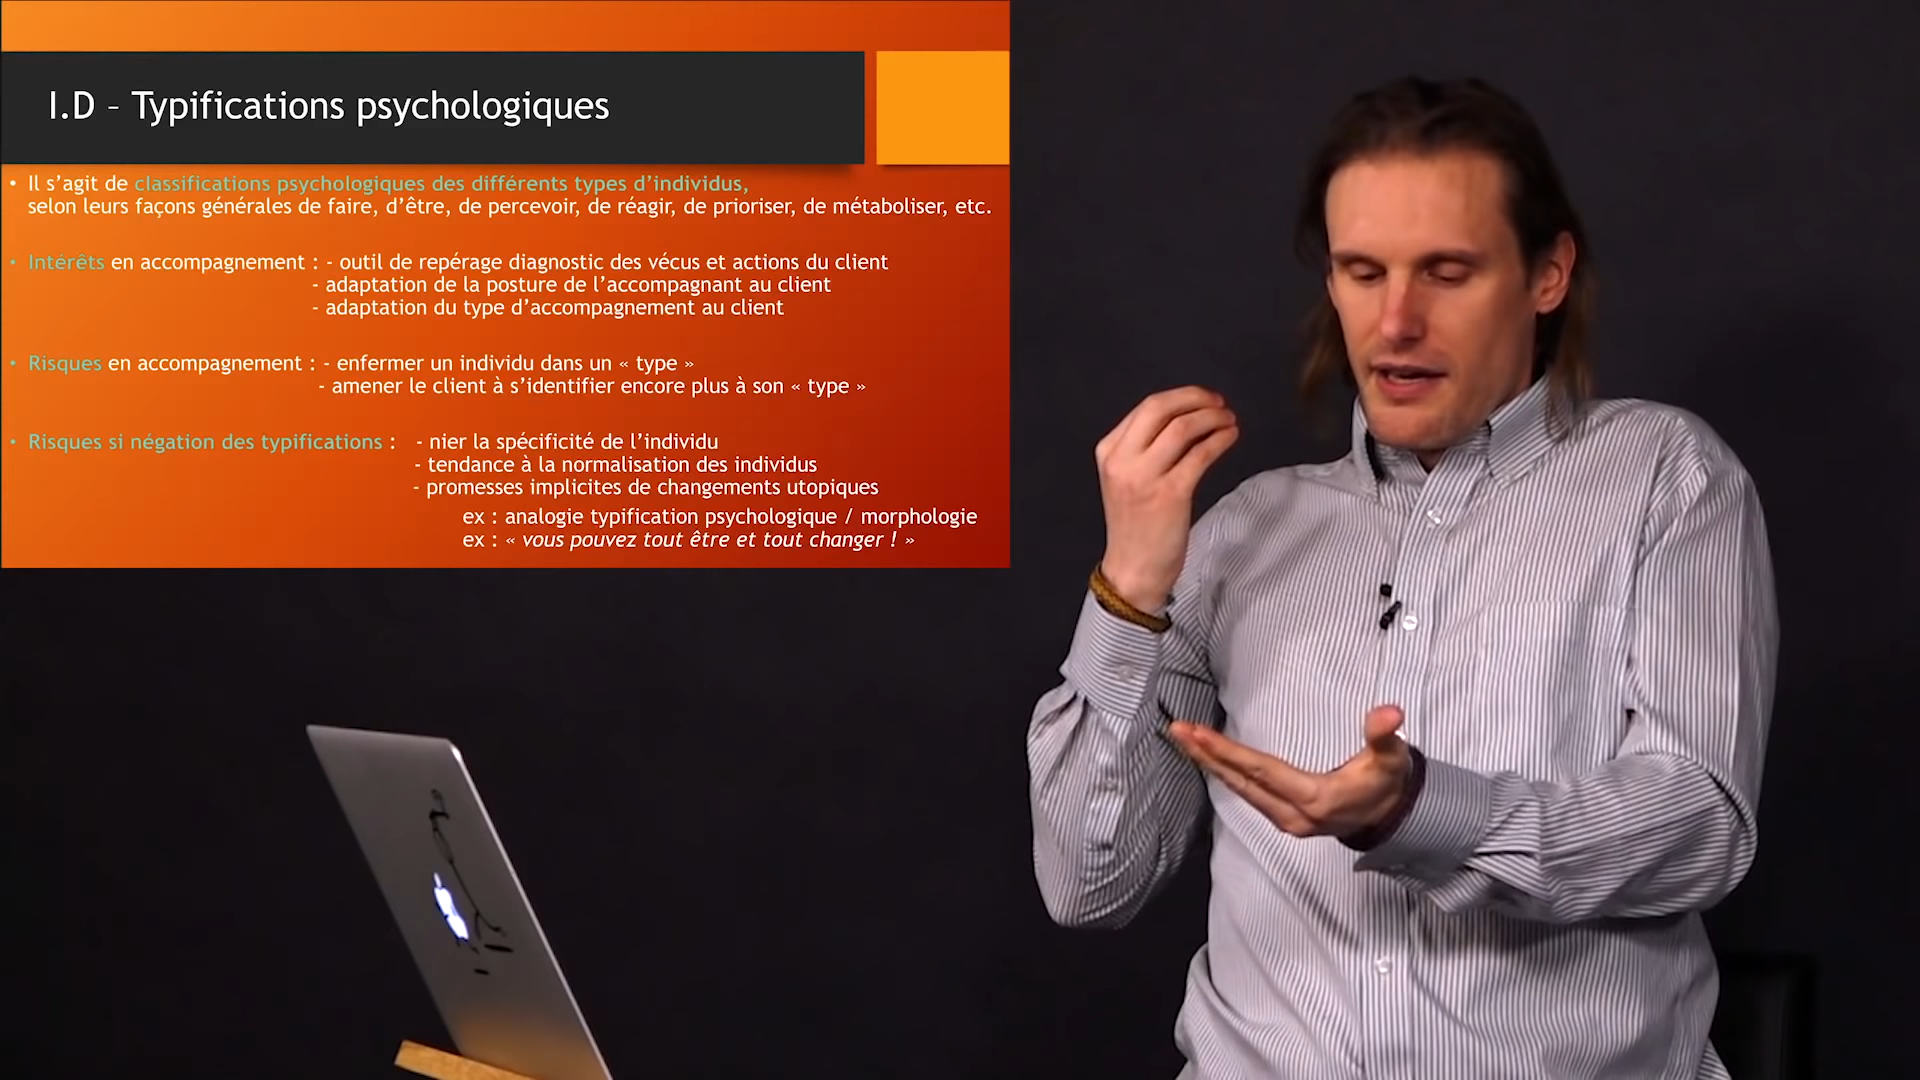 I.D – Typifications psychologiques
• Il s’agit de classifications psychologiques des différents types d’individus,
selon leurs façons générales de faire, d’être, de percevoir, de réagir, de prioriser, de métaboliser, etc.
• Intérêts en accompagnement : - outil de repérage diagnostic des vécus et actions du client
- adaptation de la posture de l’accompagnant au client
- adaptation du type d’accompagnement au client
• Risques en accompagnement : - enfermer un individu dans un « type »
- amener le client à s’identifier encore plus à son « type »
• Risques si négation des typifications : - nier la spécificité de l’individu
- tendance à la normalisation des individus
- promesses implicites de changements utopiques
ex : analogie typification psychologique / morphologie
ex : « vous pouvez tout être et tout changer ! »